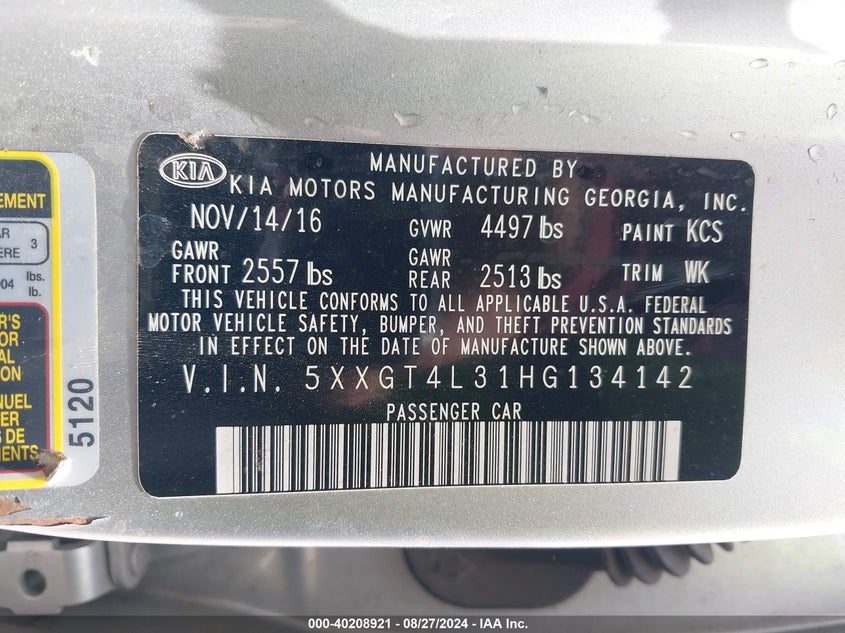 KIA
MANUFACTURED BY
KIA MOTORS MANUFACTURING GEORGIA, INC.
NOV/14/16 GVWR 4497 lbs PAINT KCS
GAWR FRONT 2557 lbs GAWR REAR 2513 lbs TRIM WK
THIS VEHICLE CONFORMS TO ALL APPLICABLE U.S.A. FEDERAL
MOTOR VEHICLE SAFETY, BUMPER, AND THEFT PREVENTION STANDARDS
IN EFFECT ON THE DATE OF MANUFACTURE SHOWN ABOVE.
V.I.N. 5XXGT4L31HG134142
PASSENGER CAR
3
lbs.
lb.
5120
000-40208921 - 08/27/2024 - IAA Inc.